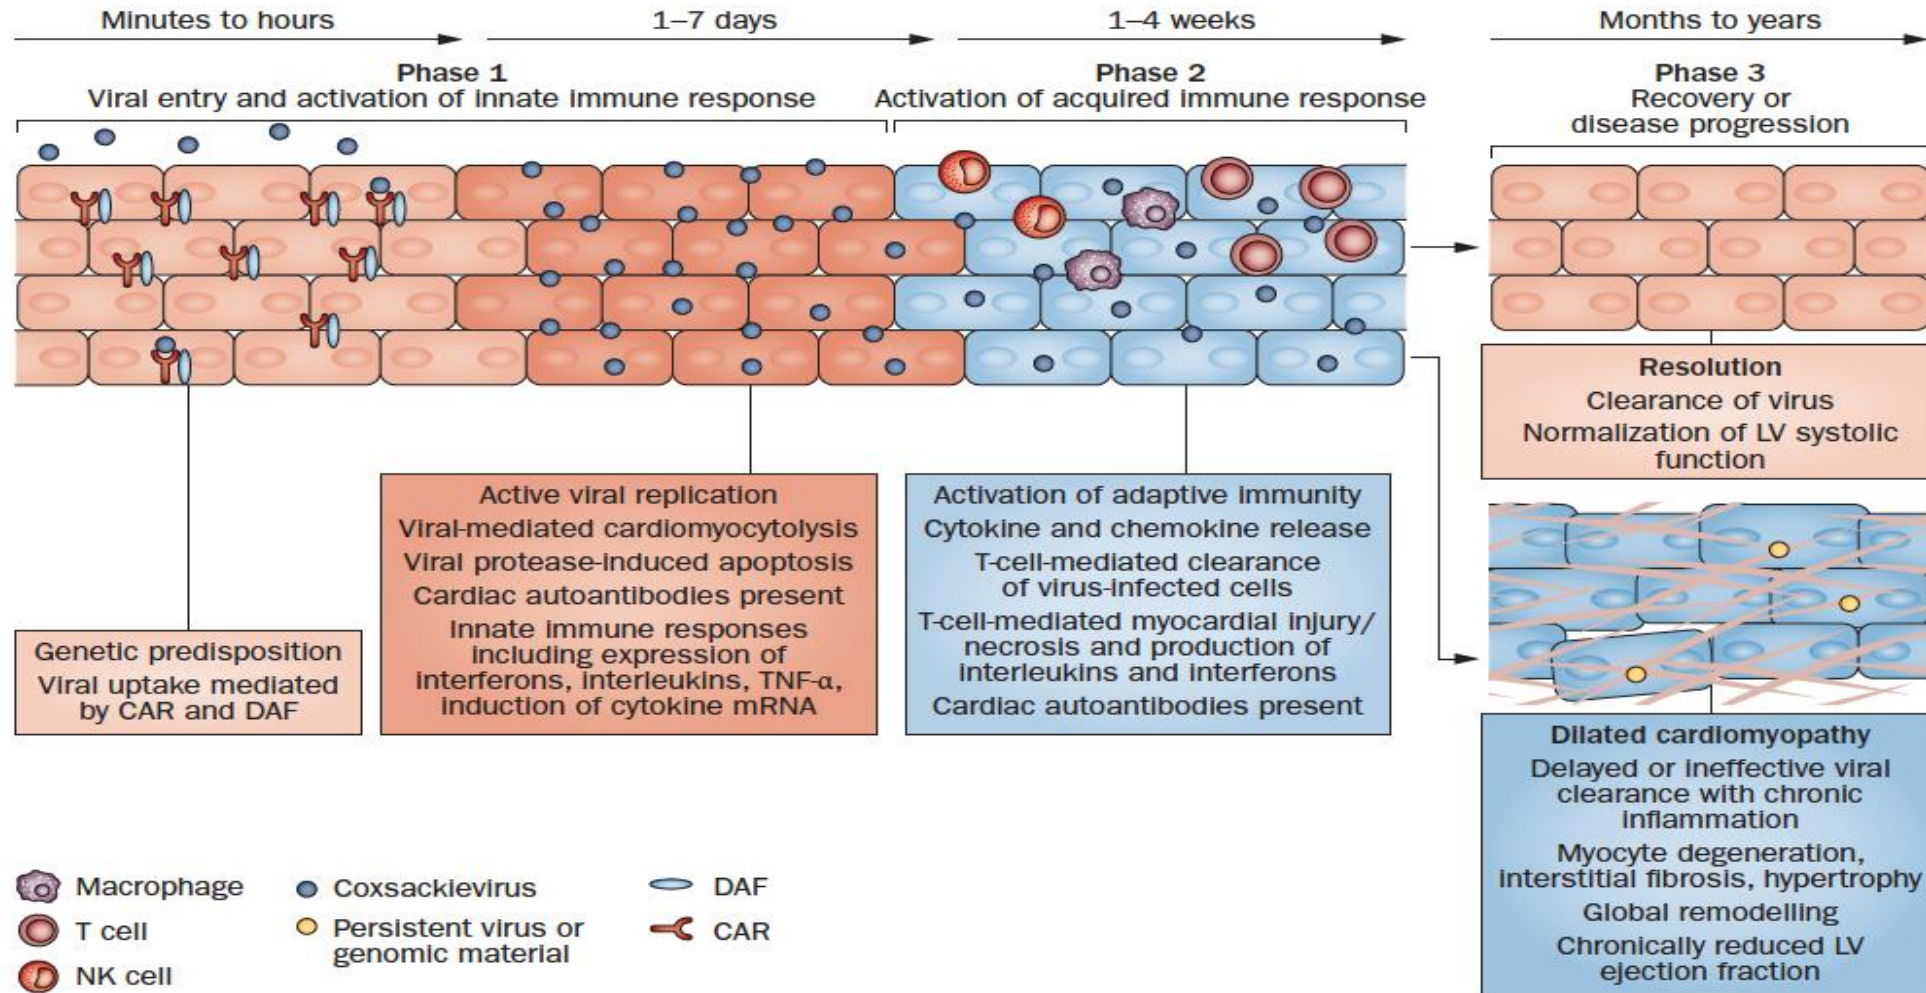 Minutes to hours
1–7 days
1–4 weeks
Months to years
Phase 1
Viral entry and activation of innate immune response
Phase 2
Activation of acquired immune response
Phase 3
Recovery or
disease progression
Genetic predisposition
Viral uptake mediated
by CAR and DAF
Active viral replication
Viral-mediated cardiomyocytolysis
Viral protease-induced apoptosis
Cardiac autoantibodies present
Innate immune responses
including expression of
interferons, interleukins, TNF-α,
induction of cytokine mRNA
Activation of adaptive immunity
Cytokine and chemokine release
T-cell-mediated clearance
of virus-infected cells
T-cell-mediated myocardial injury/
necrosis and production of
interleukins and interferons
Cardiac autoantibodies present
Resolution
Clearance of virus
Normalization of LV systolic
function
Dilated cardiomyopathy
Delayed or ineffective viral
clearance with chronic
inflammation
Myocyte degeneration,
interstitial fibrosis, hypertrophy
Global remodelling
Chronically reduced LV
ejection fraction
Macrophage
T cell
NK cell
Coxsackievirus
Persistent virus or
genomic material
DAF
CAR